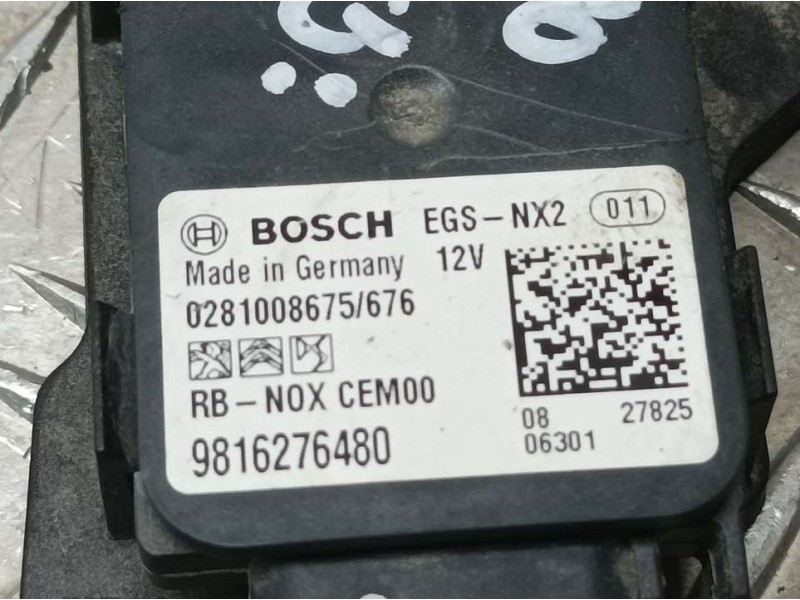 BOSCH EGS-NX2 011
Made in Germany 12V
0281008675/676
RB-NOX CEM00
9816276480
08 27825
06301